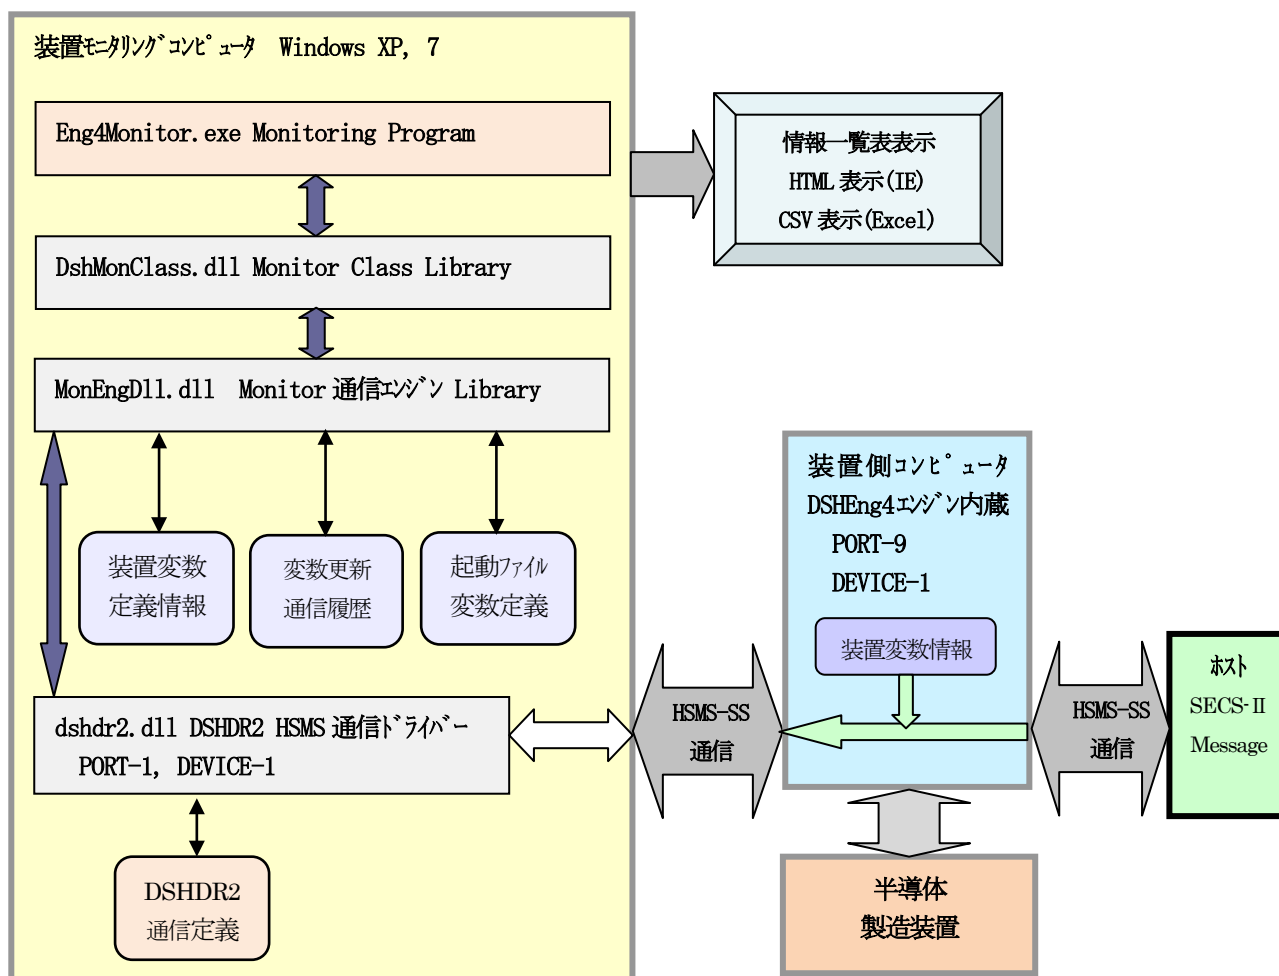 装置ﾓﾆﾀﾘﾝｸﾞｺﾝﾋﾟｭｰﾀ Windows XP, 7
Eng4Monitor.exe Monitoring Program
情報一覧表表示
HTML 表示(IE)
CSV 表示(Excel)
DshMonClass.dll Monitor Class Library
MonEngDll.dll Monitor 通信ｴﾝｼﾞﾝ Library
装置変数
定義情報
変数更新
通信履歴
起動ﾌｧｲﾙ
変数定義
装置側ｺﾝﾋﾟｭｰﾀ
DSHEng4ｴﾝｼﾞﾝ内蔵
PORT-9
DEVICE-1
装置変数情報
dshdr2.dll DSHDR2 HSMS 通信ﾄﾞﾗｲﾊﾞｰ
PORT-1, DEVICE-1
HSMS-SS
通信
HSMS-SS
通信
ﾎｽﾄ
SECS-II
Message
DSHDR2
通信定義
半導体
製造装置